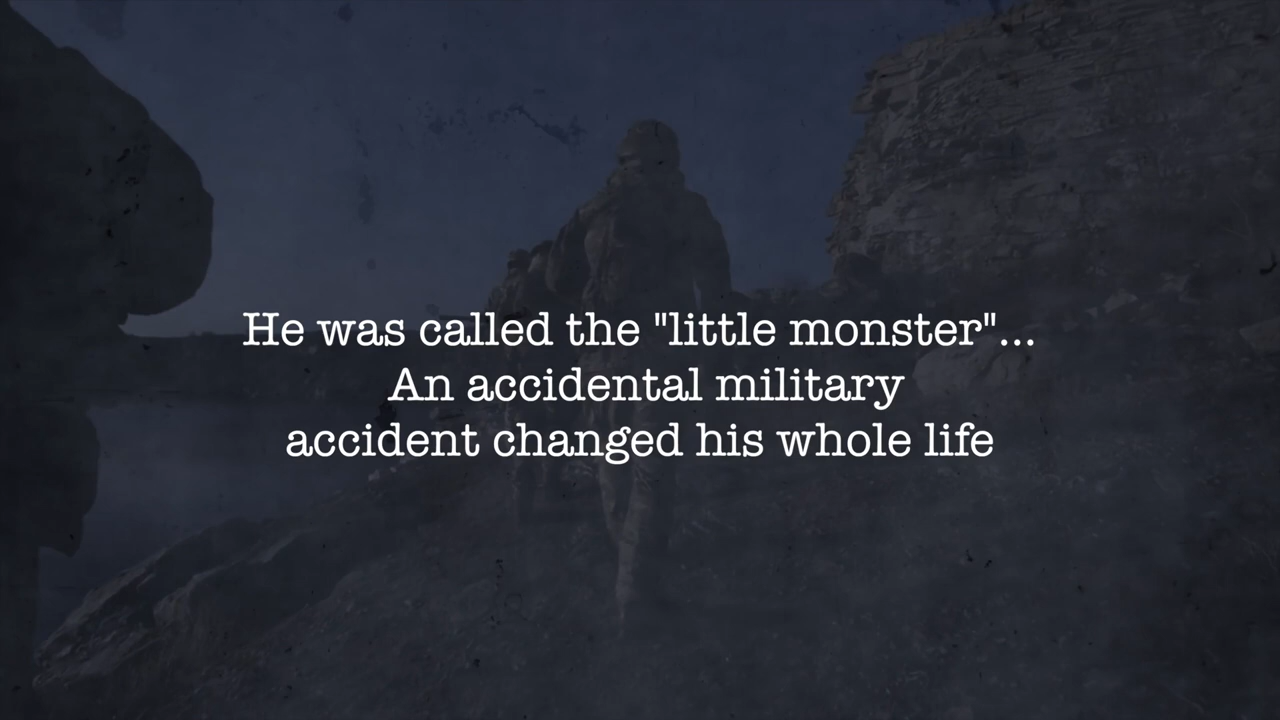 He was called the "little monster"...
An accidental military
accident changed his whole life